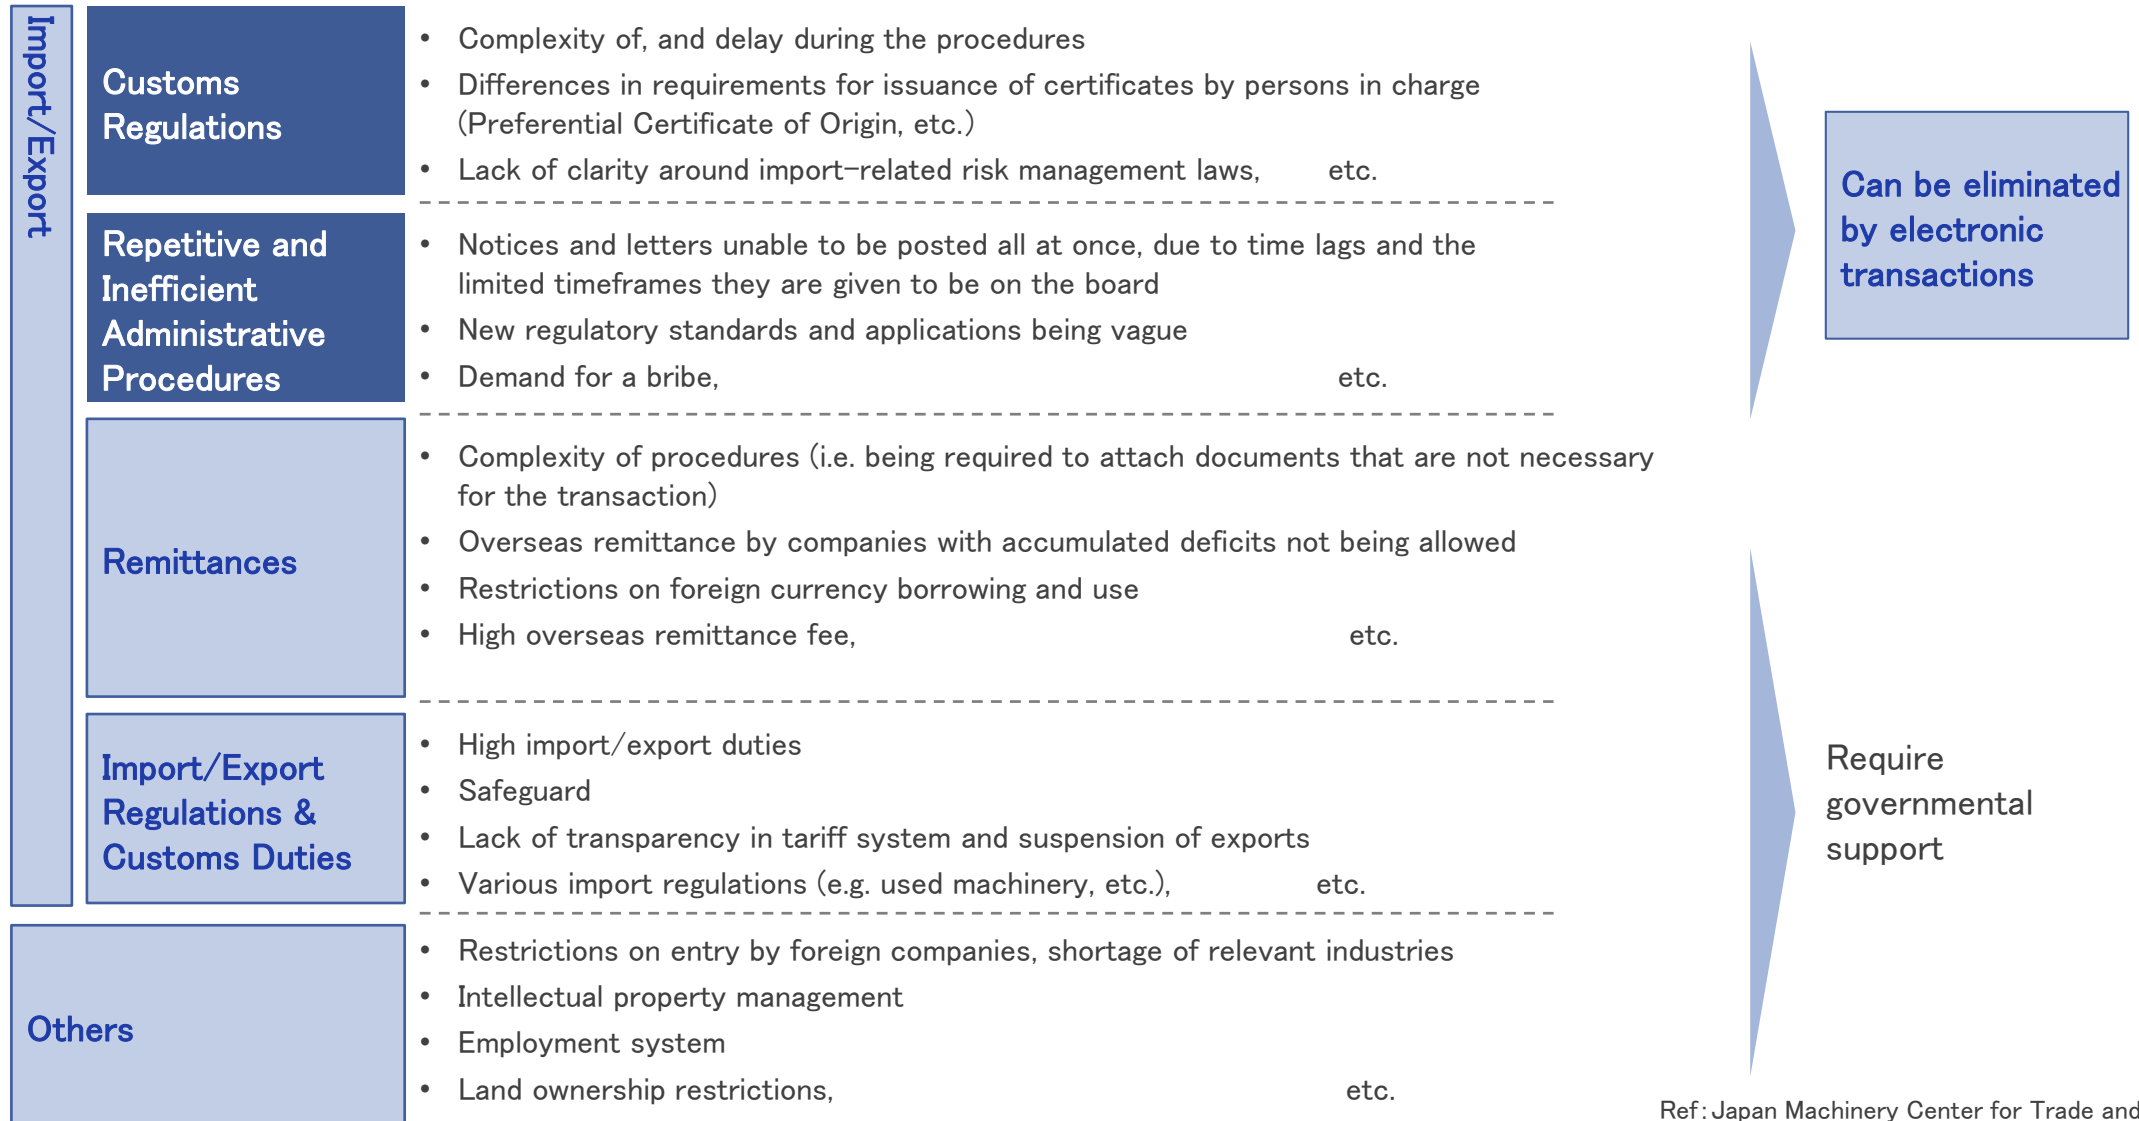 Import/Export
Customs
Regulations
• Complexity of, and delay during the procedures
• Differences in requirements for issuance of certificates by persons in charge
(Preferential Certificate of Origin, etc.)
• Lack of clarity around import-related risk management laws, etc.
Repetitive and
Inefficient
Administrative
Procedures
• Notices and letters unable to be posted all at once, due to time lags and the
limited timeframes they are given to be on the board
• New regulatory standards and applications being vague
• Demand for a bribe, etc.
Can be eliminated
by electronic
transactions
Remittances
• Complexity of procedures (i.e. being required to attach documents that are not necessary
for the transaction)
• Overseas remittance by companies with accumulated deficits not being allowed
• Restrictions on foreign currency borrowing and use
• High overseas remittance fee, etc.
Import/Export
Regulations &
Customs Duties
• High import/export duties
• Safeguard
• Lack of transparency in tariff system and suspension of exports
• Various import regulations (e.g. used machinery, etc.), etc.
Others
• Restrictions on entry by foreign companies, shortage of relevant industries
• Intellectual property management
• Employment system
• Land ownership restrictions, etc.
Require
governmental
support
Ref: Japan Machinery Center for Trade and